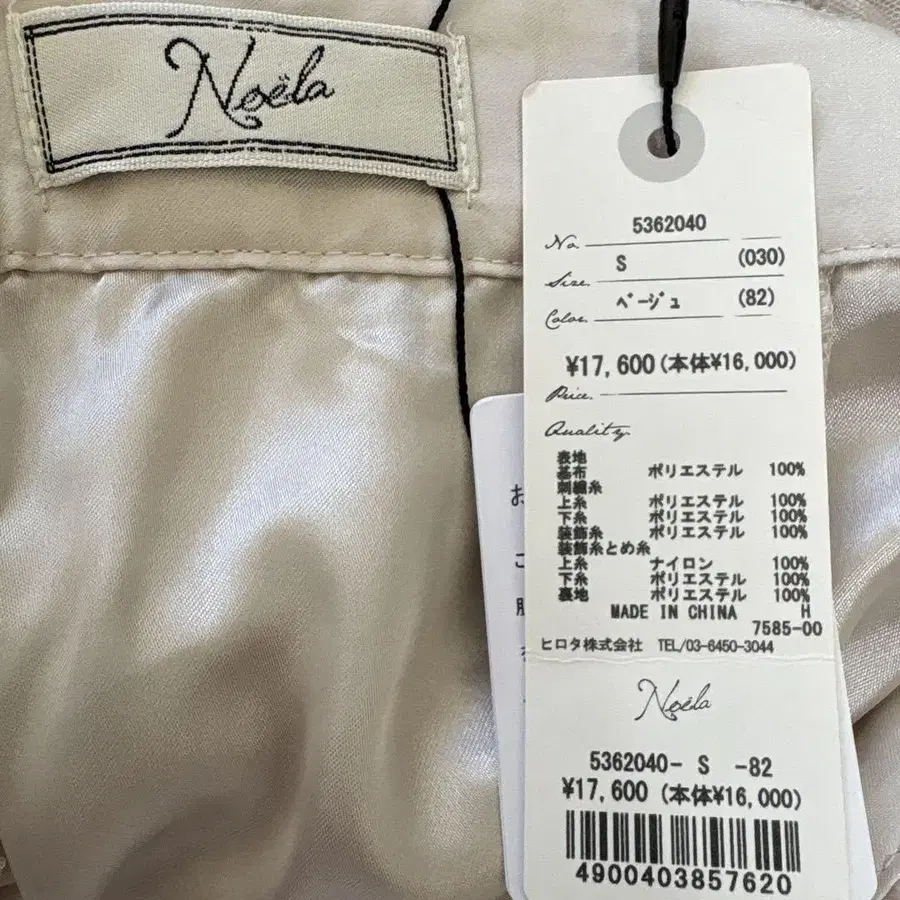 Noëla
No. 5362040
Size. S (030)
Color. ベージュ (82)
¥17,600(本体¥16,000)
Price.
Quality.
表地
基布 ポリエステル 100%
刺繍糸
上糸 ポリエステル 100%
下糸 ポリエステル 100%
装飾糸 ポリエステル 100%
装飾糸とめ糸
上糸 ナイロン 100%
下糸 ポリエステル 100%
裏地 ポリエステル 100%
MADE IN CHINA H
7585-00
ヒロタ株式会社 TEL/03-6450-3044
Noëla
5362040- S -82
¥17,600 (本体¥16,000)
4900403857620
お